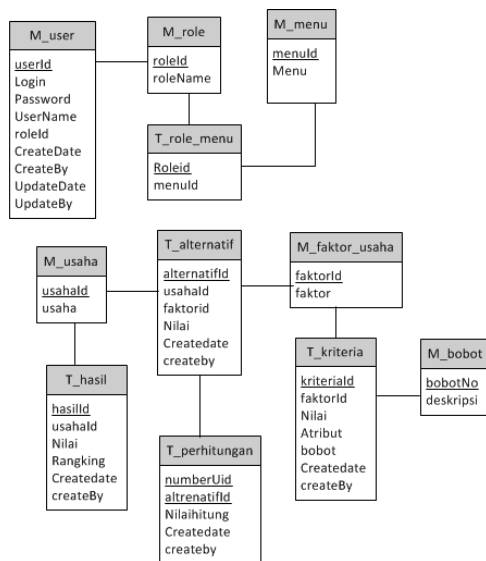 M_user
userId
Login
Password
UserName
roleId
CreateDate
CreateBy
UpdateDate
UpdateBy
M_role
roleId
roleName
M_menu
menuId
Menu
T_role_menu
Roleid
menuId
M_usaha
usahaId
usaha
T_alternatif
alternatifId
usahaId
faktorid
Nilai
Createdate
createby
M_faktor_usaha
faktorId
faktor
T_hasil
hasilId
usahaId
Nilai
Rangking
Createdate
createBy
T_kriteria
kriteriaId
faktorId
Nilai
Atribut
bobot
Createdate
createBy
M_bobot
bobotNo
deskripsi
T_perhitungan
numberUid
altrenatifId
Nilaihitung
Createdate
createby